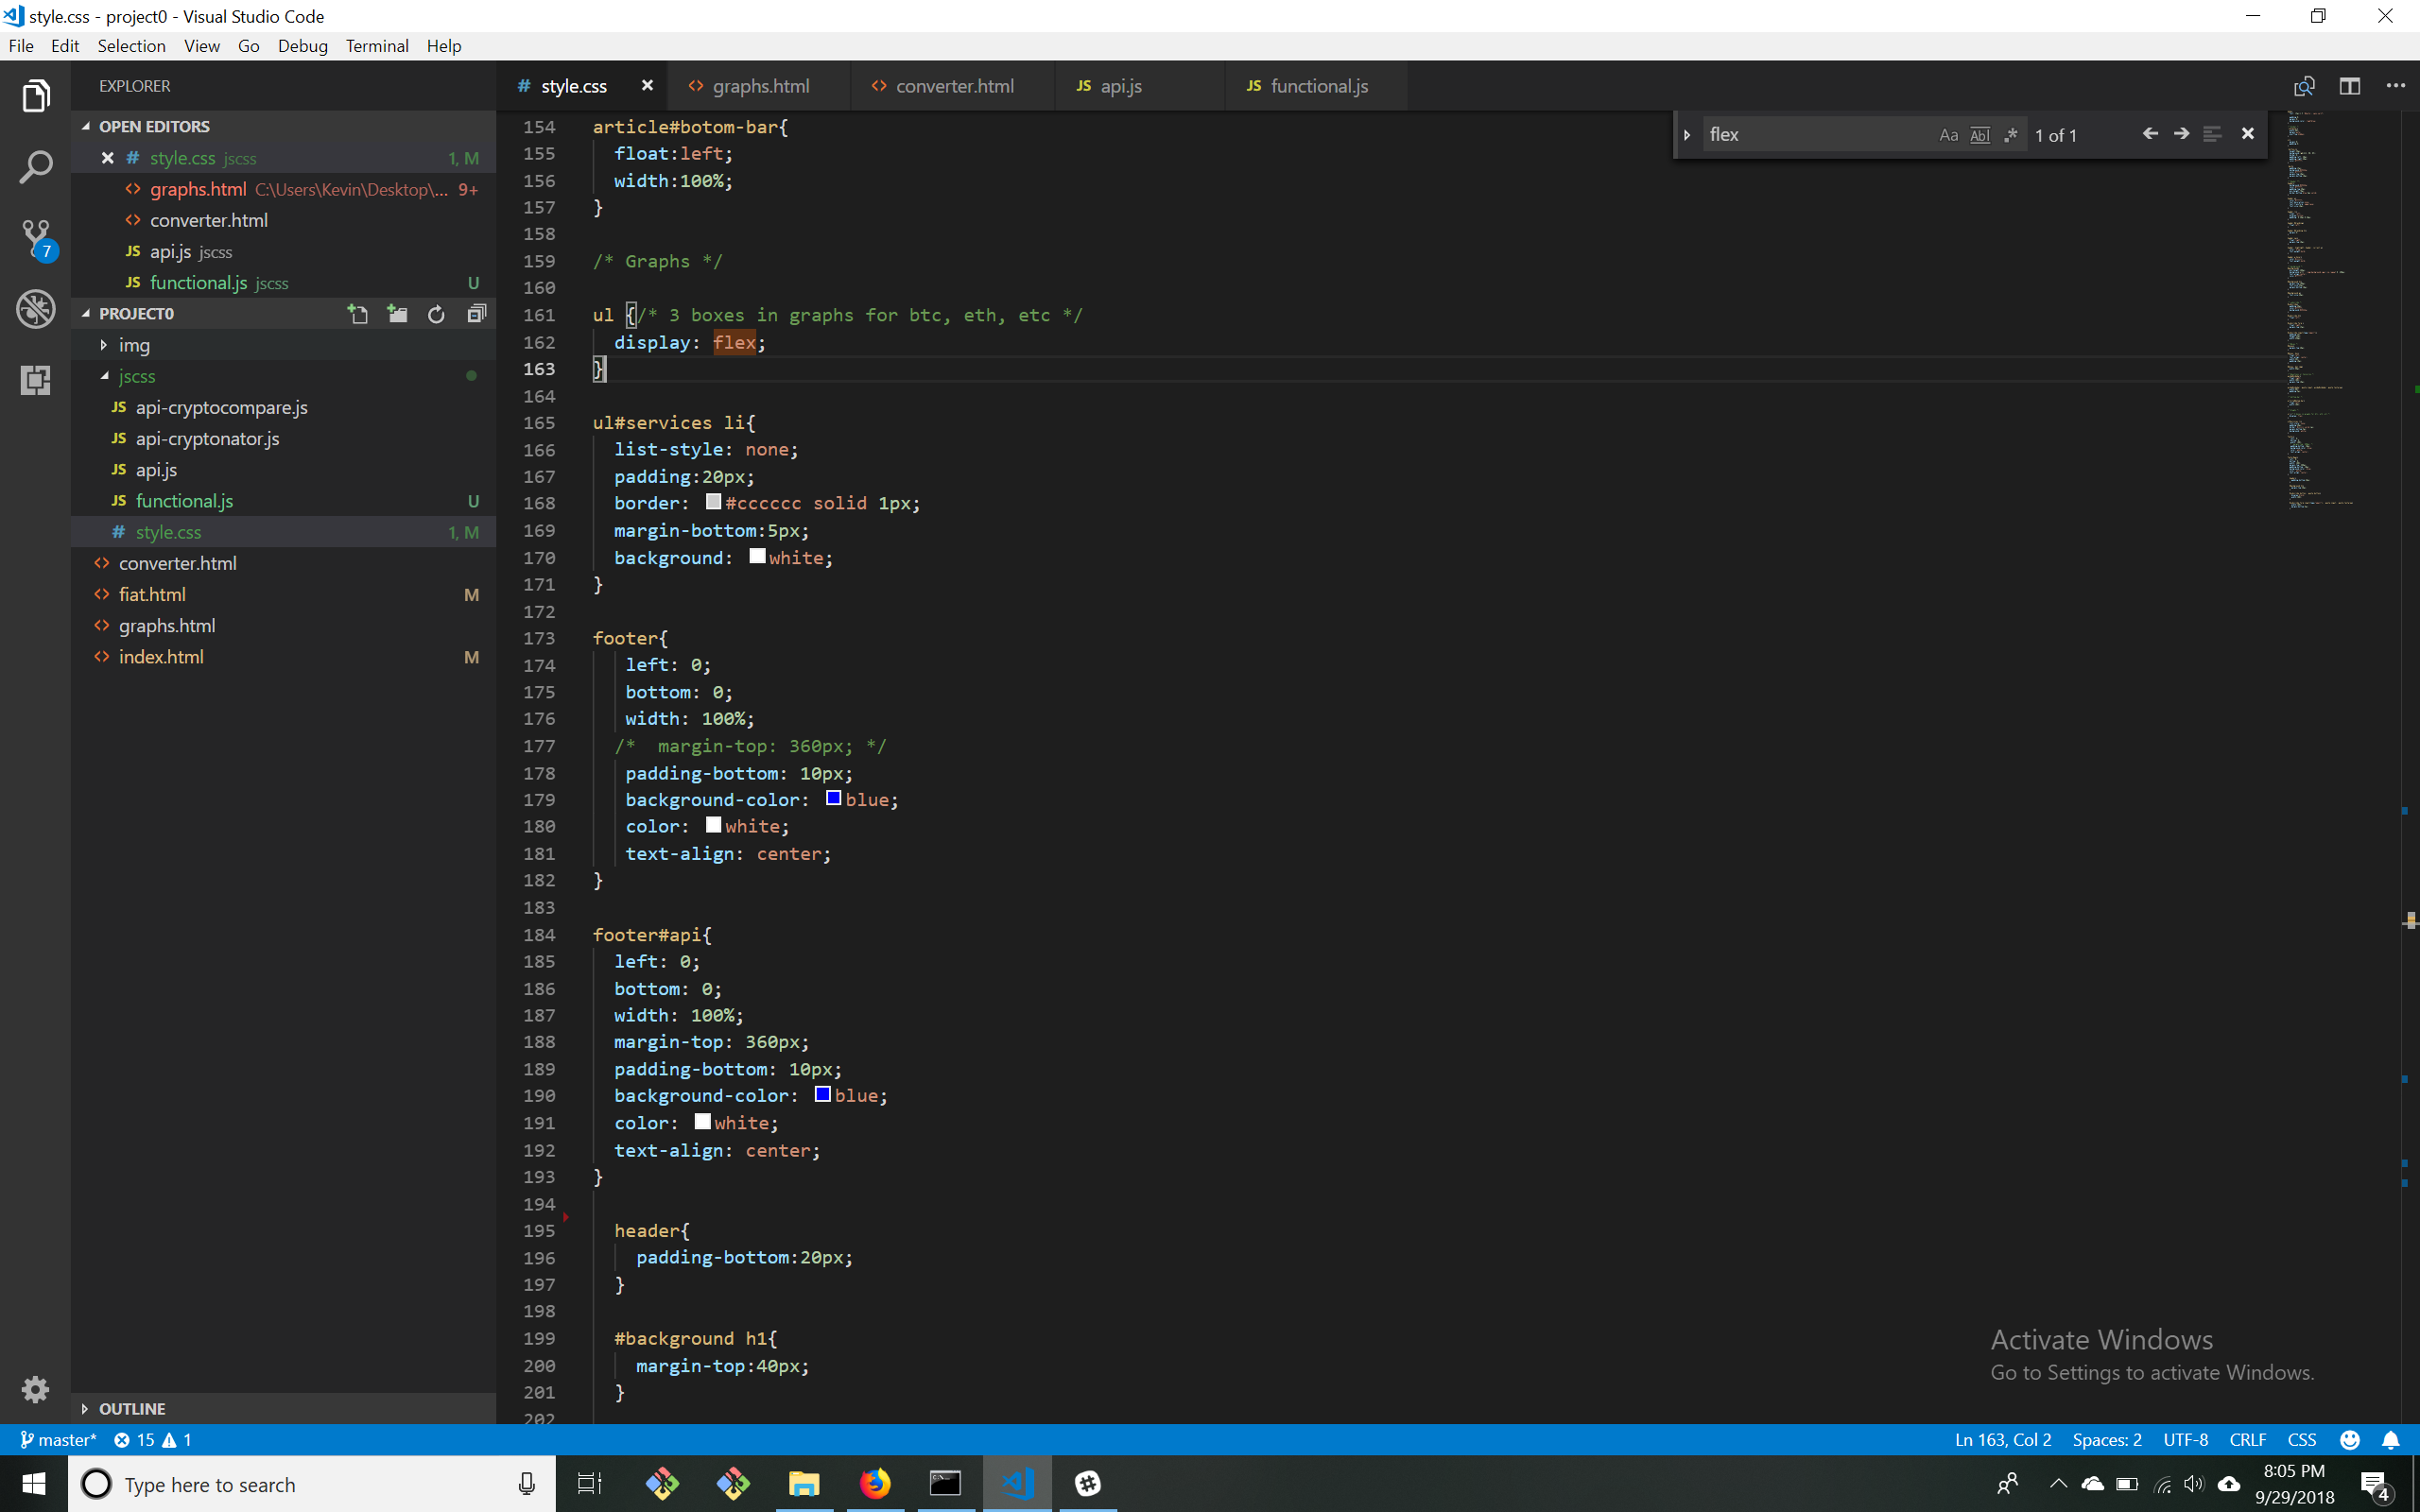 style.css - project0 - Visual Studio Code
File Edit Selection View Go Debug Terminal Help
EXPLORER
OPEN EDITORS
# style.css jscss 1, M
<> graphs.html C:\Users\Kevin\Desktop\... 9+
<> converter.html
JS api.js jscss
JS functional.js jscss U
7
PROJECT0
img
jscss
JS api-cryptocompare.js
JS api-cryptonator.js
JS api.js
JS functional.js U
# style.css 1, M
<> converter.html
<> fiat.html M
<> graphs.html
<> index.html M
OUTLINE
# style.css <> graphs.html <> converter.html JS api.js JS functional.js
flex Aa Abl .* 1 of 1
154 article#botom-bar{
155 float:left;
156 width:100%;
157 }
158
159 /* Graphs */
160
161 ul {/* 3 boxes in graphs for btc, eth, etc */
162 display: flex;
163 }
164
165 ul#services li{
166 list-style: none;
167 padding:20px;
168 border: #cccccc solid 1px;
169 margin-bottom:5px;
170 background: white;
171 }
172
173 footer{
174 left: 0;
175 bottom: 0;
176 width: 100%;
177 /*  margin-top: 360px; */
178 padding-bottom: 10px;
179 background-color: blue;
180 color: white;
181 text-align: center;
182 }
183
184 footer#api{
185 left: 0;
186 bottom: 0;
187 width: 100%;
188 margin-top: 360px;
189 padding-bottom: 10px;
190 background-color: blue;
191 color: white;
192 text-align: center;
193 }
194
195 header{
196 padding-bottom:20px;
197 }
198
199 #background h1{
200 margin-top:40px;
201 }
202
Activate Windows
Go to Settings to activate Windows.
master* 15 1 Ln 163, Col 2 Spaces: 2 UTF-8 CRLF CSS
Type here to search
8:05 PM
9/29/2018
4